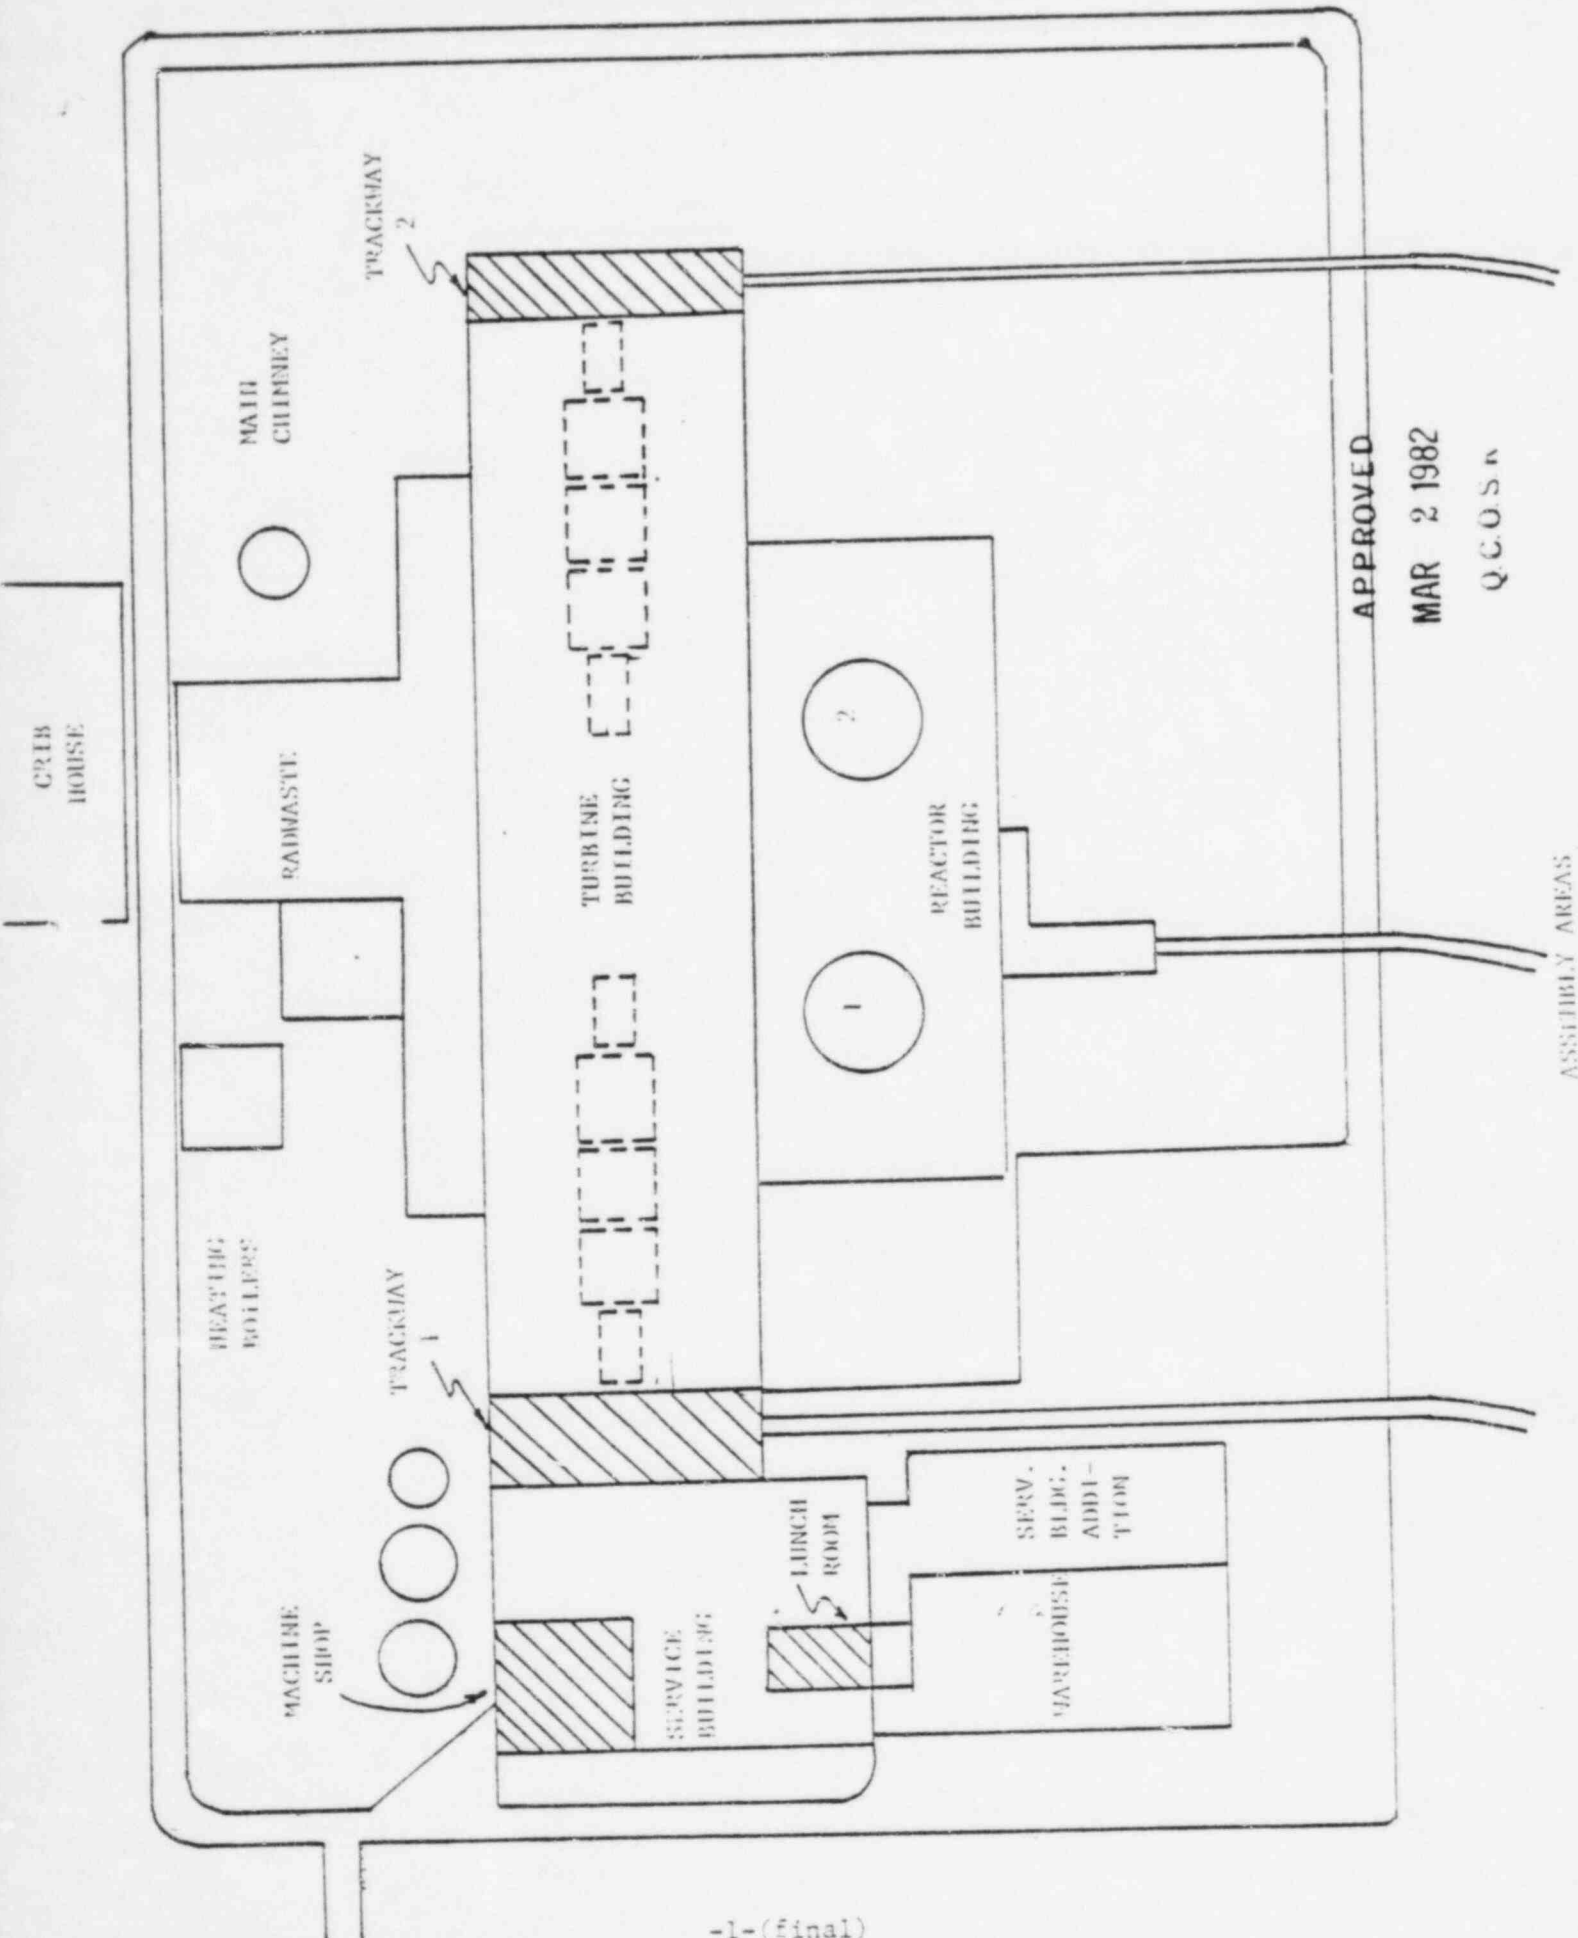 CRIB
HOUSE
MAIN
CHIMNEY
TRACKWAY
2
RADWASTE
HEATING
BOILERS
TRACKWAY
1
MACHINE
SHOP
TURBINE
BUILDING
REACTOR
BUILDING
1
2
SERVICE
BUILDING
LUNCH
ROOM
SERV.
BLDG.
ADDI-
TION
WAREHOUSE
ASSEMBLY AREAS
APPROVED
MAR 2 1982
Q.C.O.S.R
-1-(final)